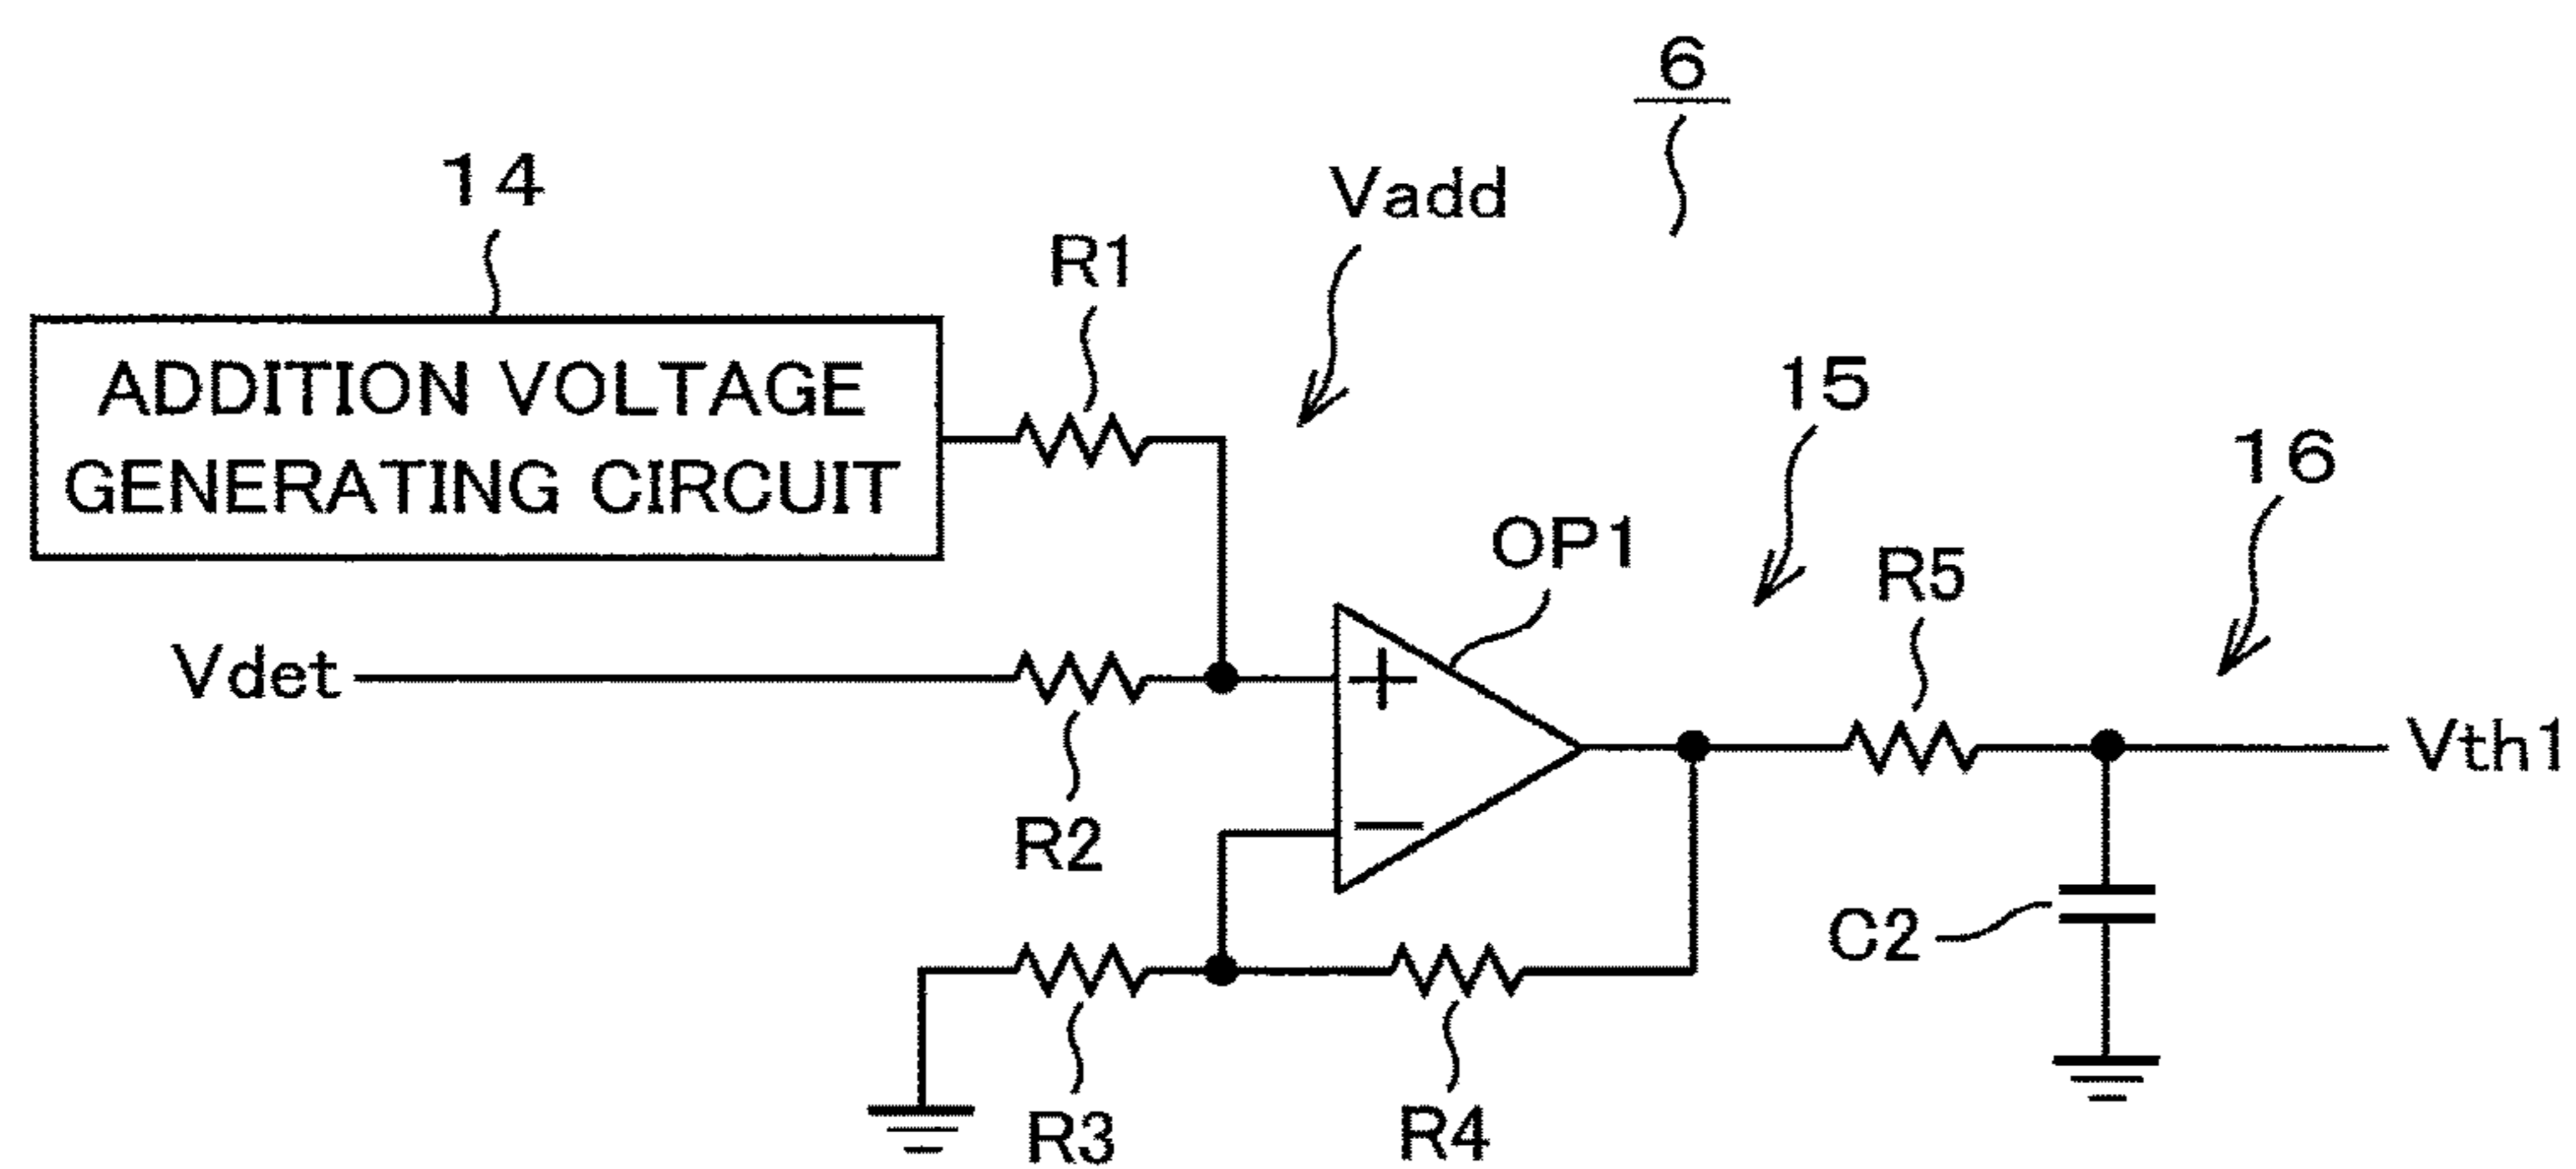 6
14
Vadd
R1
ADDITION VOLTAGE
GENERATING CIRCUIT
15
16
OP1
R5
Vdet
+
Vth1
R2
−
C2
R3
R4